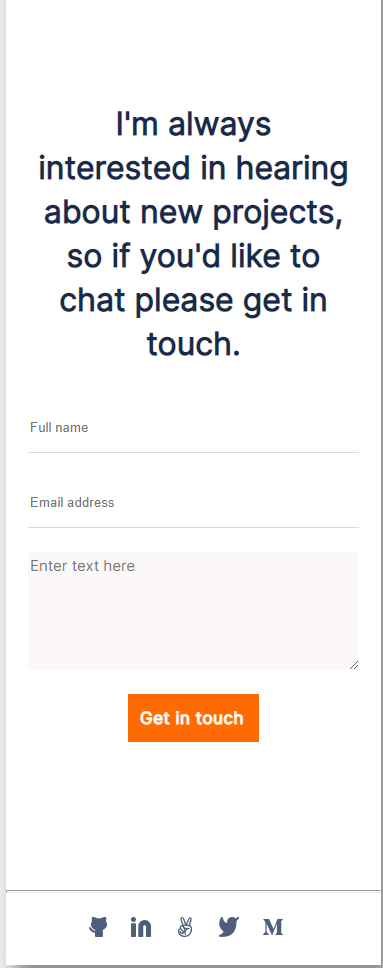 I'm always
interested in hearing
about new projects,
so if you'd like to
chat please get in
touch.
Full name
Email address
Enter text here
Get in touch